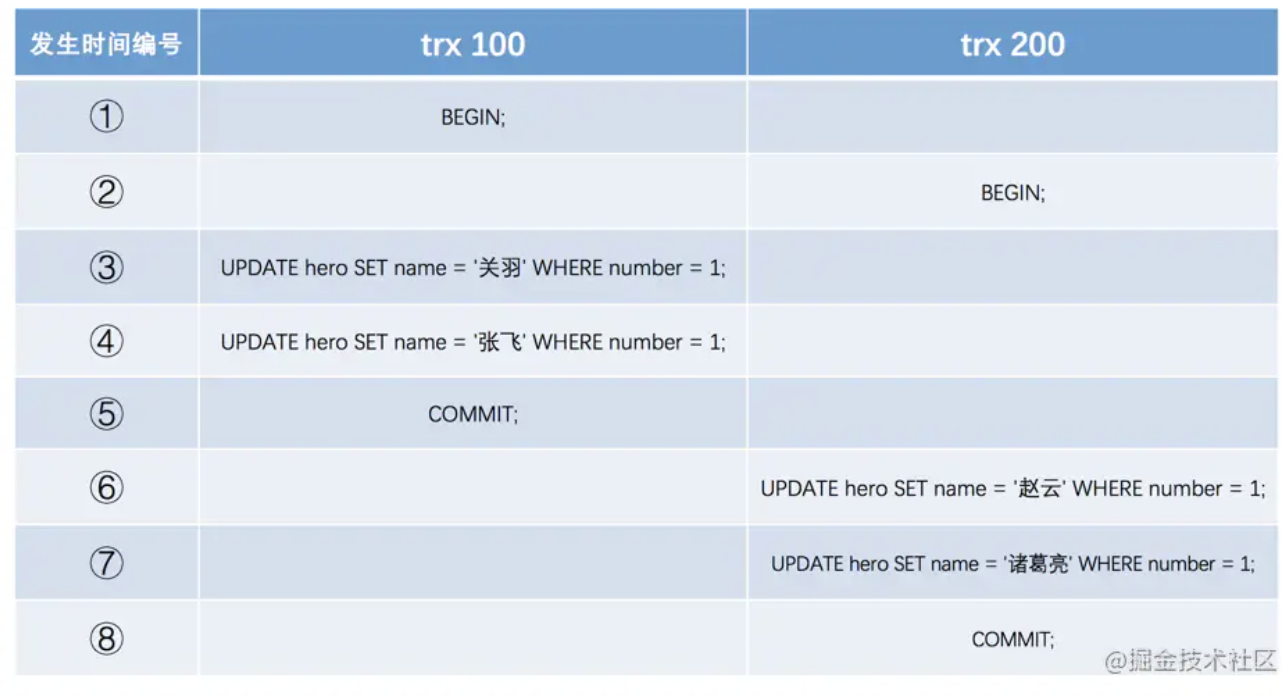 发生时间编号 trx 100 trx 200
① BEGIN;
② BEGIN;
③ UPDATE hero SET name = '关羽' WHERE number = 1;
④ UPDATE hero SET name = '张飞' WHERE number = 1;
⑤ COMMIT;
⑥ UPDATE hero SET name = '赵云' WHERE number = 1;
⑦ UPDATE hero SET name = '诸葛亮' WHERE number = 1;
⑧ COMMIT;
@掘金技术社区